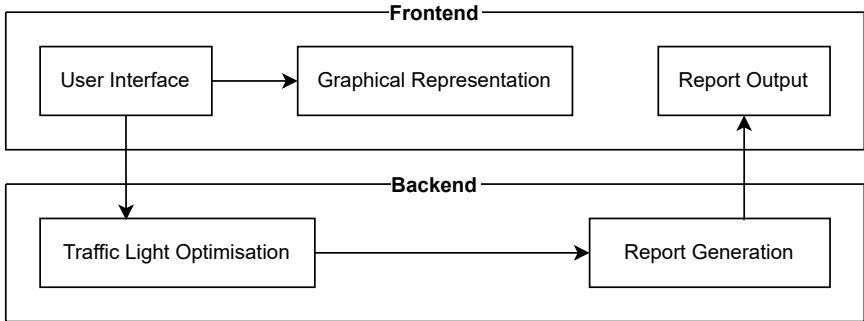 Frontend
User Interface
Graphical Representation
Report Output
Backend
Traffic Light Optimisation
Report Generation